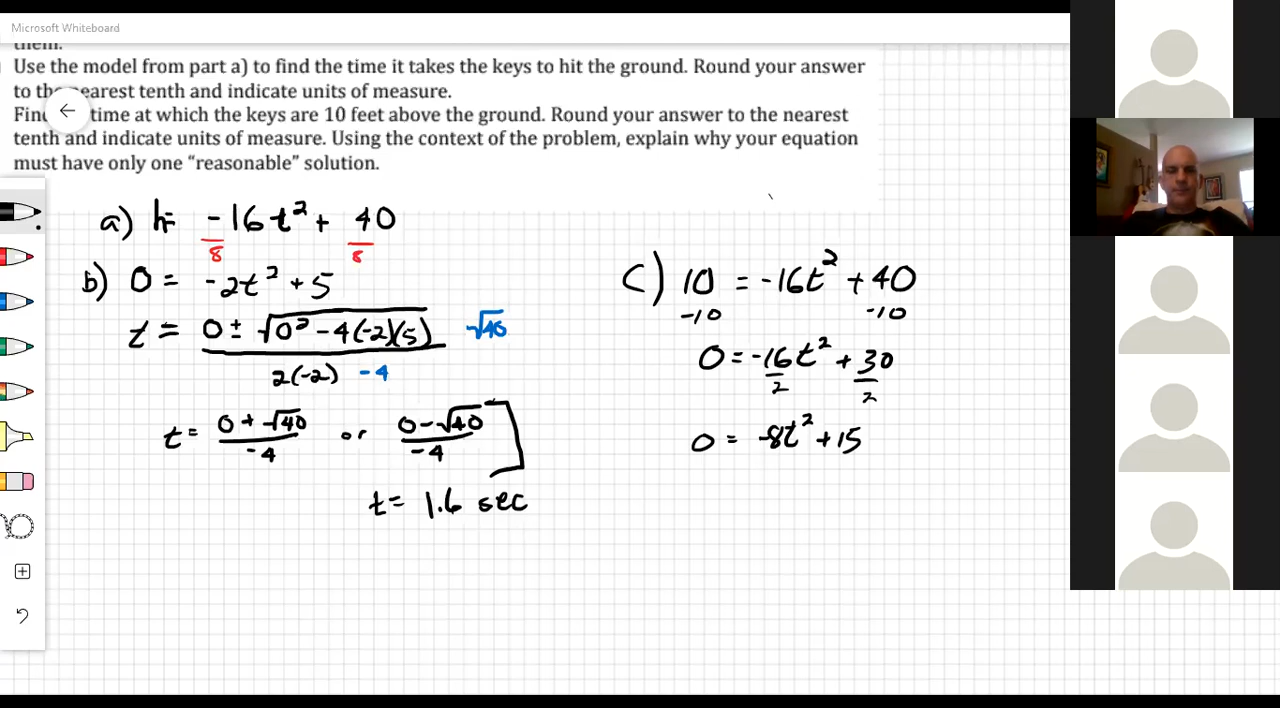 Microsoft Whiteboard
them.
Use the model from part a) to find the time it takes the keys to hit the ground. Round your answer
to the nearest tenth and indicate units of measure.
Find time at which the keys are 10 feet above the ground. Round your answer to the nearest
tenth and indicate units of measure. Using the context of the problem, explain why your equation
must have only one “reasonable” solution.
a) h = -16t² + 40
8 8
b) 0 = -2t² + 5
t = 0 ± √0² - 4(-2)(5) √40
2(-2) -4
t = 0 + √40 or 0 - √40
-4 -4
t = 1.6 sec
c) 10 = -16t² + 40
-10 -10
0 = -16t² + 30
2 2
0 = -8t² + 15